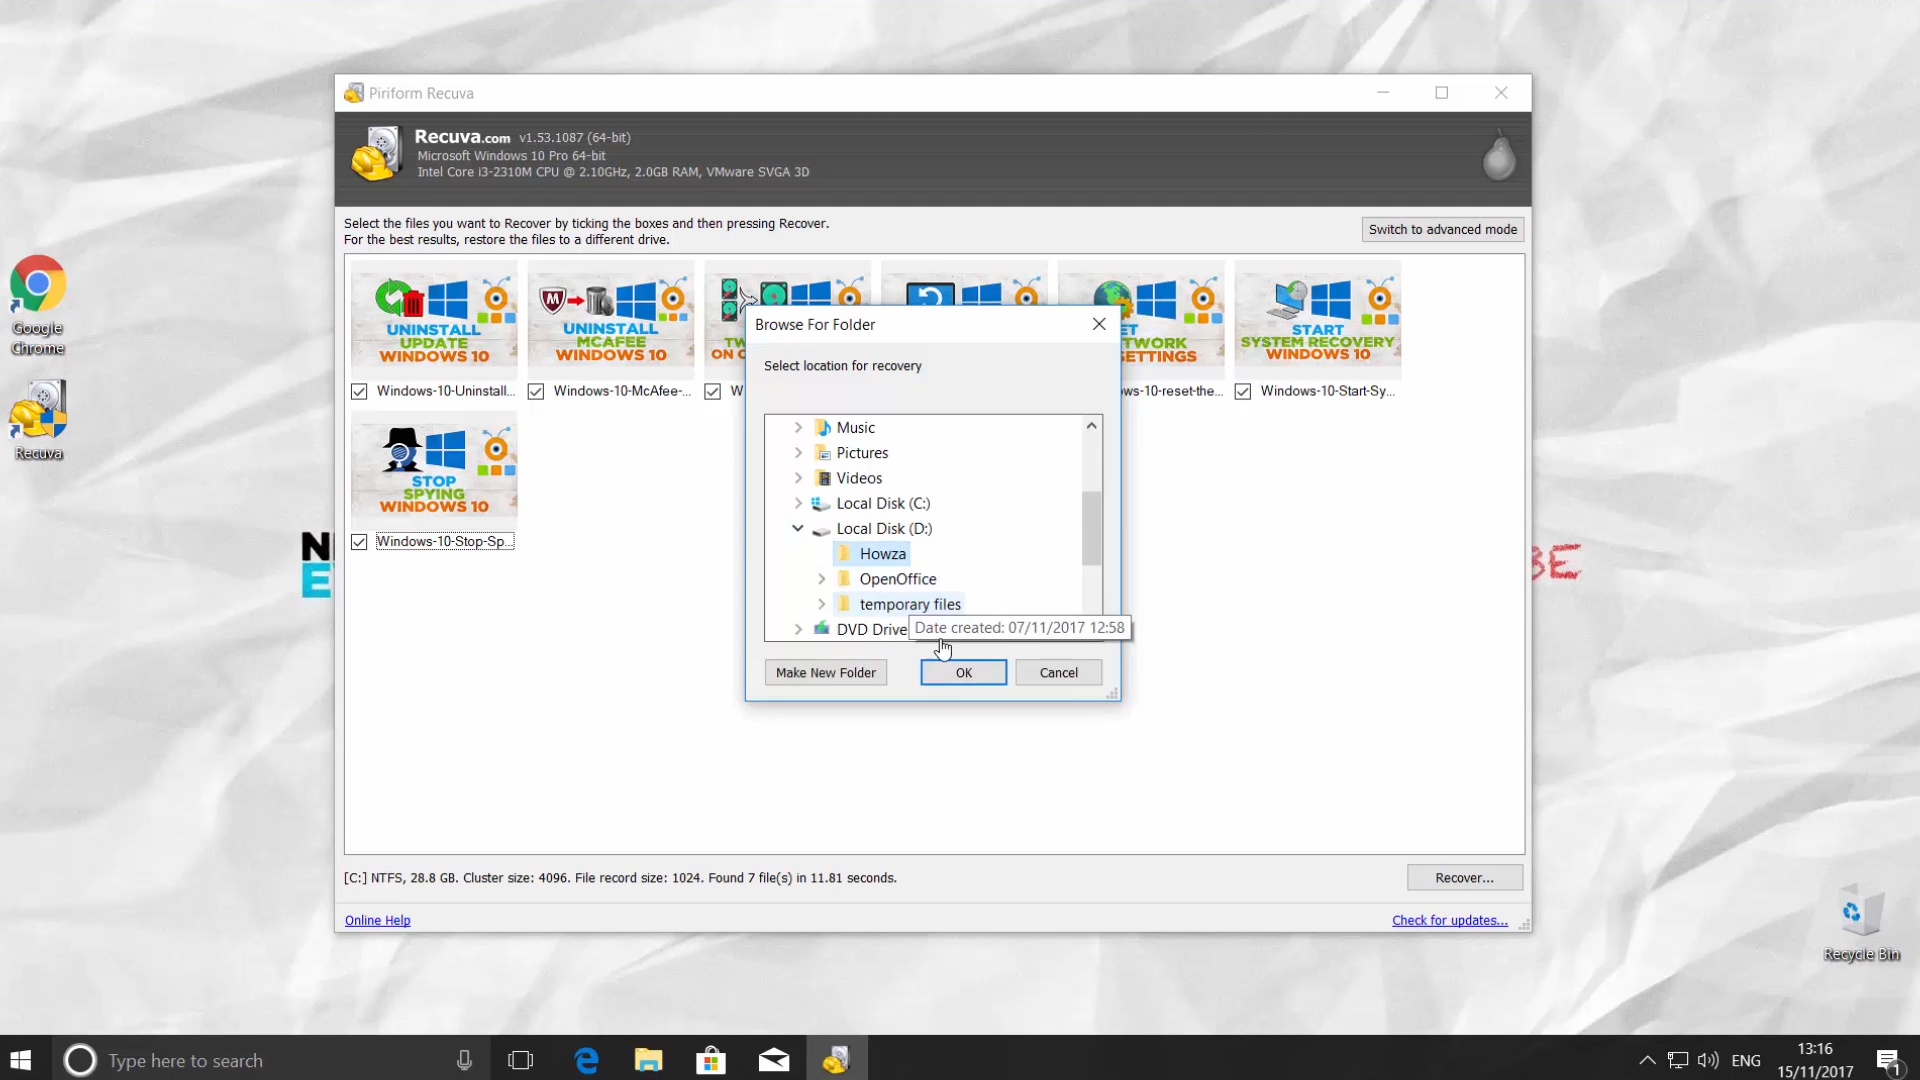 Piriform Recuva
Recuva.com v1.53.1087 (64-bit)
Microsoft Windows 10 Pro 64-bit
Intel Core i3-2310M CPU @ 2.10GHz, 2.0GB RAM, VMware SVGA 3D
Select the files you want to Recover by ticking the boxes and then pressing Recover.
For the best results, restore the files to a different drive.
Switch to advanced mode
UNINSTALL
UPDATE
WINDOWS 10
Windows-10-Uninstall...
UNINSTALL
MCAFEE
WINDOWS 10
Windows-10-McAfee-...
TW
ON C
W
ET
TWORK
SETTINGS
ws-10-reset-the...
START
SYSTEM RECOVERY
WINDOWS 10
Windows-10-Start-Sy...
STOP
SPYING
WINDOWS 10
Windows-10-Stop-Sp...
Browse For Folder
Select location for recovery
Music
Pictures
Videos
Local Disk (C:)
Local Disk (D:)
Howza
OpenOffice
temporary files
DVD Drive
Date created: 07/11/2017 12:58
Make New Folder
OK
Cancel
[C:] NTFS, 28.8 GB. Cluster size: 4096. File record size: 1024. Found 7 file(s) in 11.81 seconds.
Recover...
Online Help
Check for updates...
Google
Chrome
Recuva
N
E
BE
Recycle Bin
Type here to search
ENG
13:16
15/11/2017
1